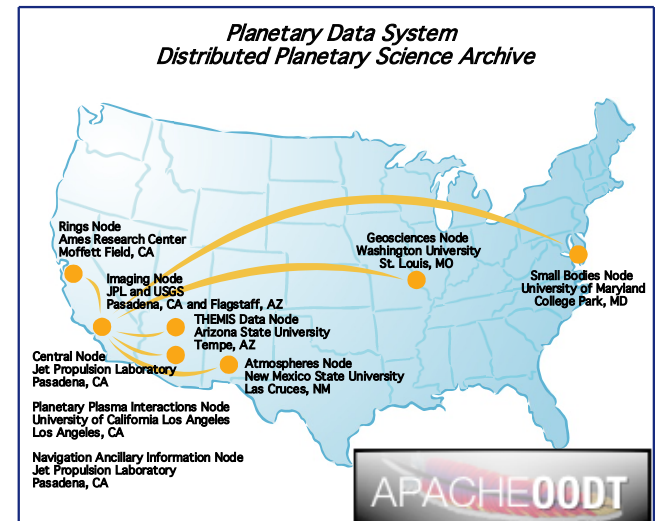 Planetary Data System
Distributed Planetary Science Archive
Rings Node
Ames Research Center
Moffett Field, CA
Geosciences Node
Washington University
St. Louis, MO
Imaging Node
JPL and USGS
Pasadena, CA and Flagstaff, AZ
Small Bodies Node
University of Maryland
College Park, MD
THEMIS Data Node
Arizona State University
Tempe, AZ
Central Node
Jet Propulsion Laboratory
Pasadena, CA
Atmospheres Node
New Mexico State University
Las Cruces, NM
Planetary Plasma Interactions Node
University of California Los Angeles
Los Angeles, CA
Navigation Ancillary Information Node
Jet Propulsion Laboratory
Pasadena, CA
APACHE OODT